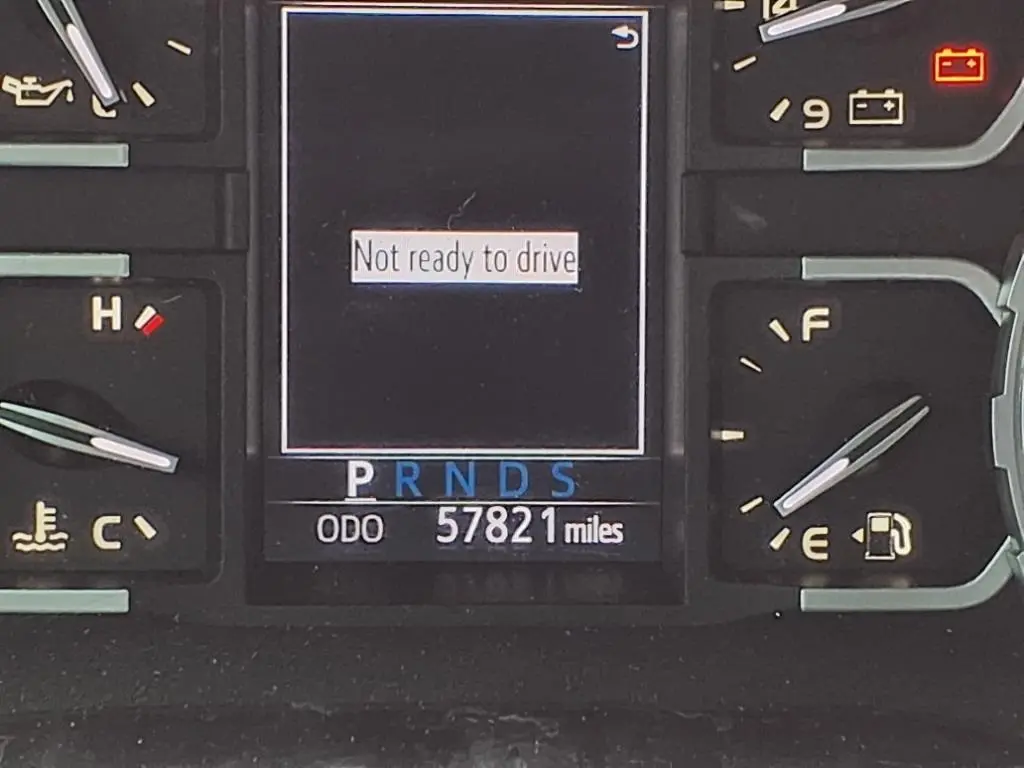 9
Not ready to drive
H
F
P R N D S
C
ODO 57821 miles
E